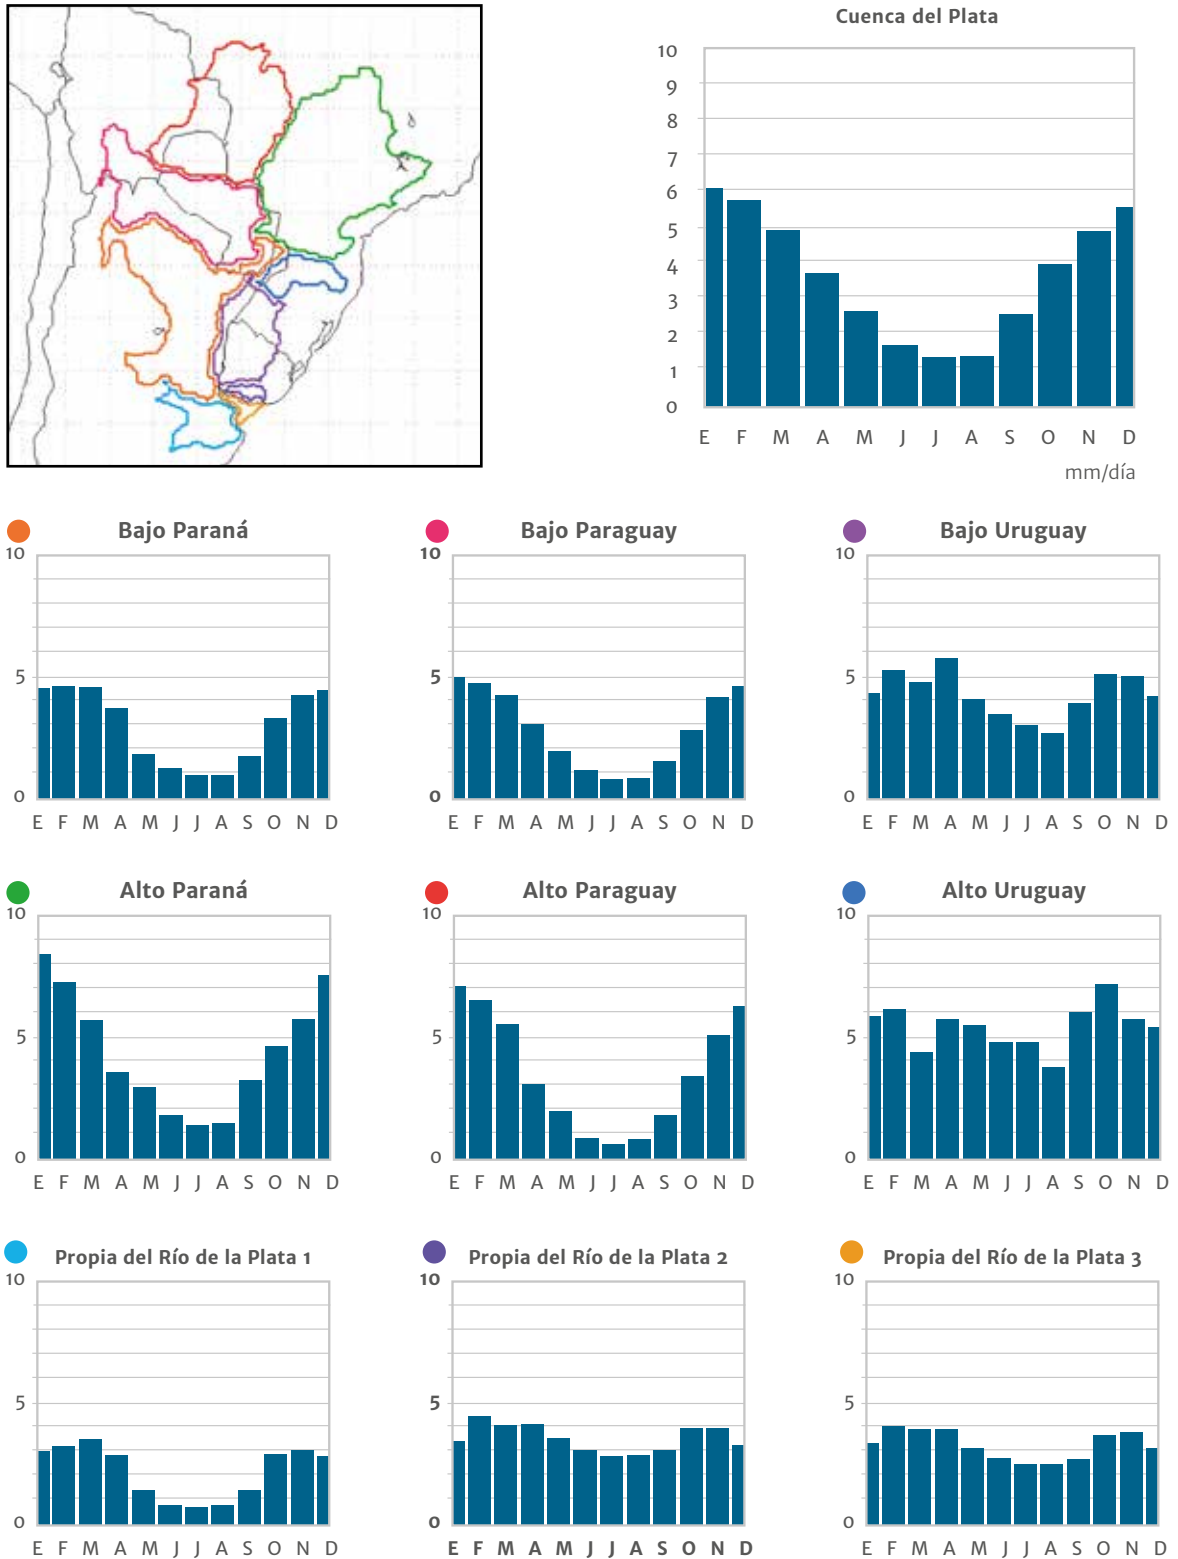 Cuenca del Plata
10
9
8
7
6
5
4
3
2
1
0
E F M A M J J A S O N D
mm/día
Bajo Paraná
10
5
0
E F M A M J J A S O N D
Bajo Paraguay
10
5
0
E F M A M J J A S O N D
Bajo Uruguay
10
5
0
E F M A M J J A S O N D
Alto Paraná
10
5
0
E F M A M J J A S O N D
Alto Paraguay
10
5
0
E F M A M J J A S O N D
Alto Uruguay
10
5
0
E F M A M J J A S O N D
Propia del Río de la Plata 1
10
5
0
E F M A M J J A S O N D
Propia del Río de la Plata 2
10
5
0
E F M A M J J A S O N D
Propia del Río de la Plata 3
10
5
0
E F M A M J J A S O N D